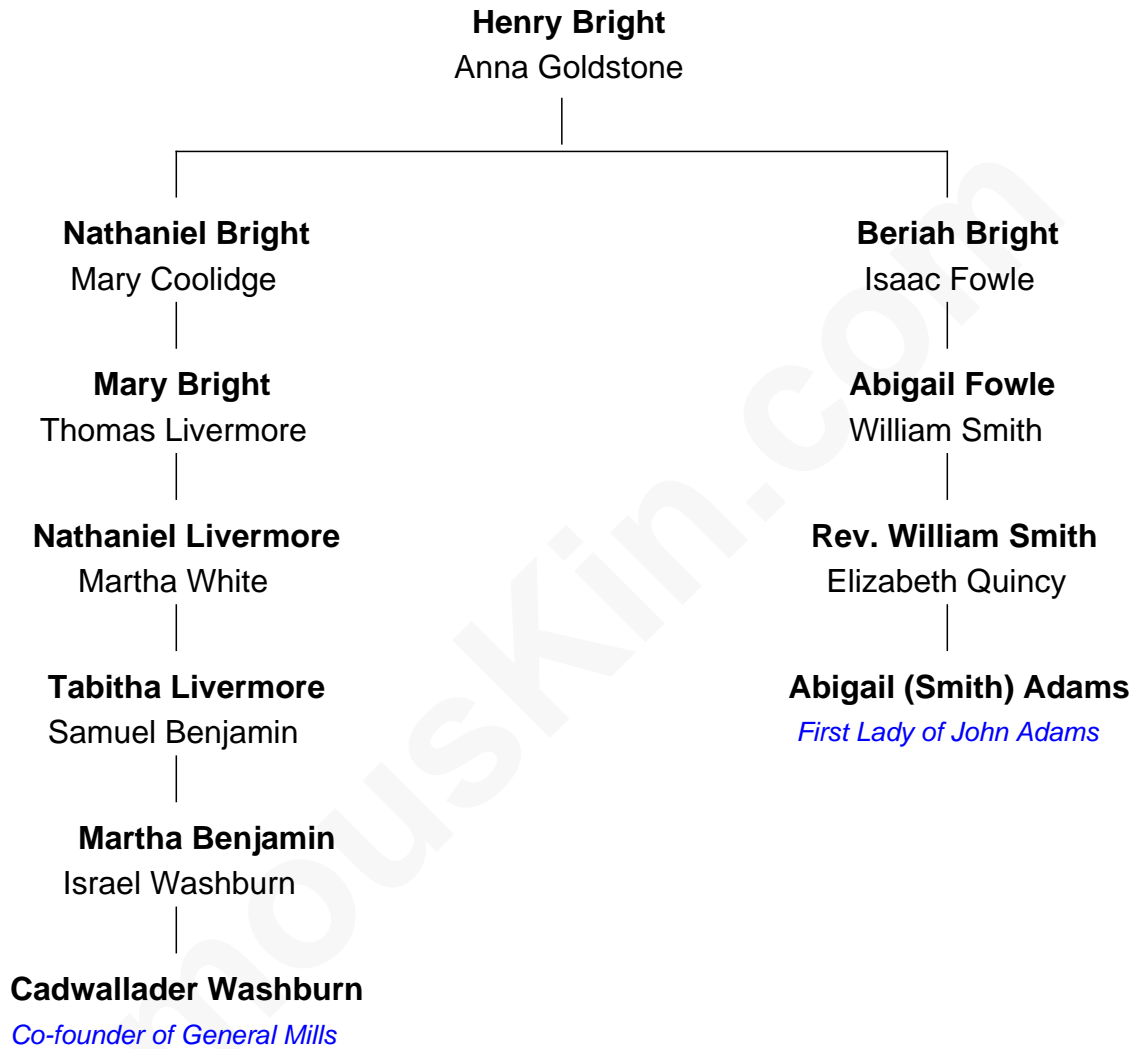 Henry Bright
Anna Goldstone
Nathaniel Bright
Mary Coolidge
Beriah Bright
Isaac Fowle
Mary Bright
Thomas Livermore
Abigail Fowle
William Smith
Nathaniel Livermore
Martha White
Rev. William Smith
Elizabeth Quincy
Tabitha Livermore
Samuel Benjamin
Abigail (Smith) Adams
First Lady of John Adams
Martha Benjamin
Israel Washburn
Cadwallader Washburn
Co-founder of General Mills
mousKin.com